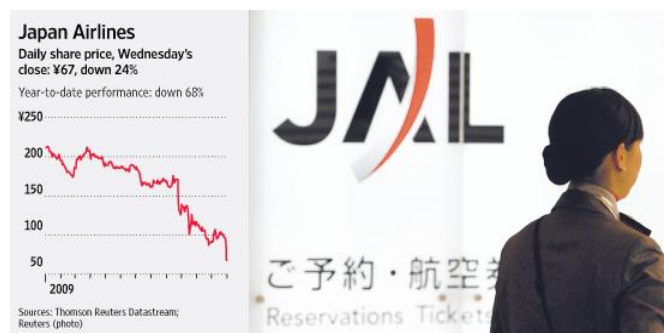 Japan Airlines
Daily share price, Wednesday's
close: ¥67, down 24%
Year-to-date performance: down 68%
¥250
200
150
100
50
2009
Sources: Thomson Reuters Datastream;
Reuters (photo)
JAL
ご予約・航空券
Reservations Tickets